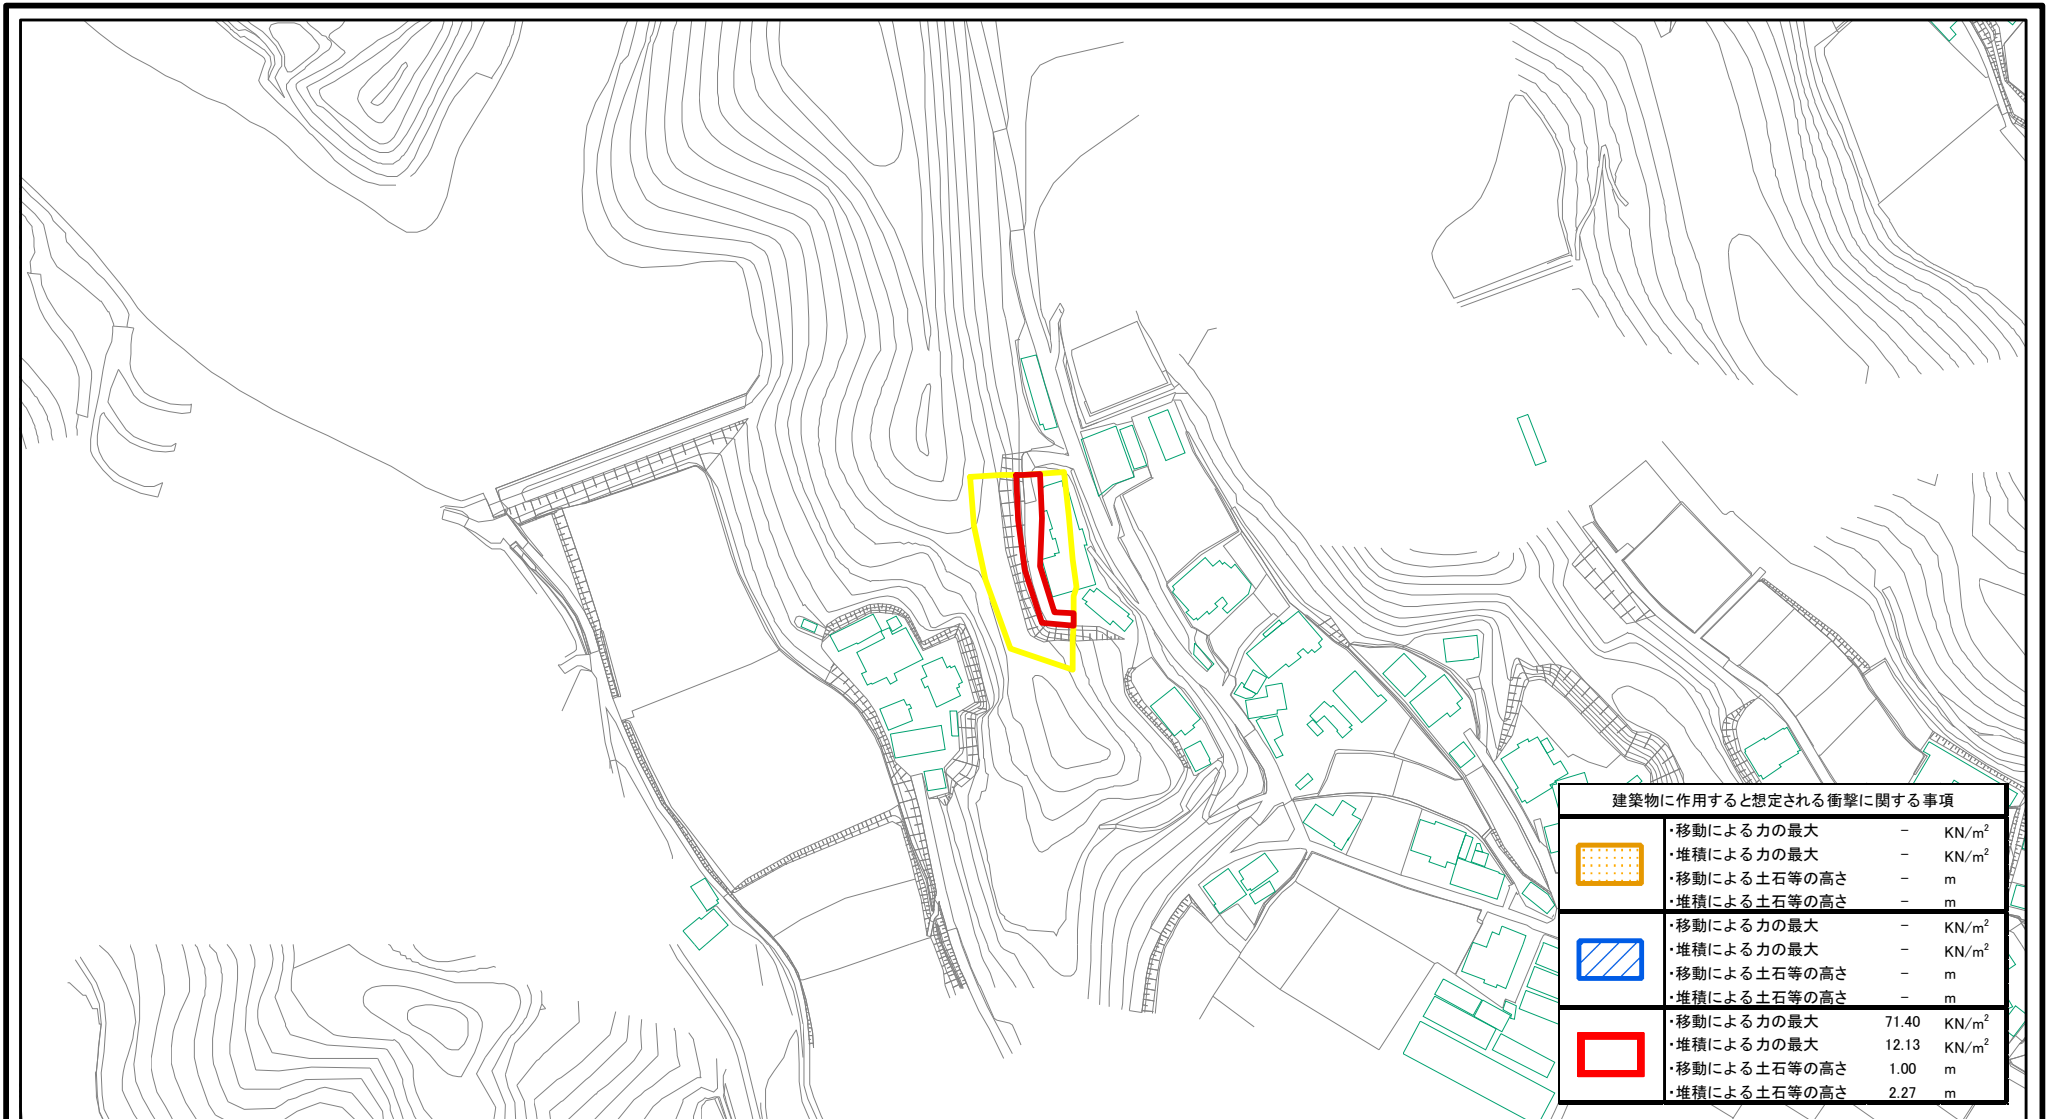 建築物に作用すると想定される衝撃に関する事項
・移動による力の最大 - KN/m²
・堆積による力の最大 - KN/m²
・移動による土石等の高さ - m
・堆積による土石等の高さ - m
・移動による力の最大 - KN/m²
・堆積による力の最大 - KN/m²
・移動による土石等の高さ - m
・堆積による土石等の高さ - m
・移動による力の最大 71.40 KN/m²
・堆積による力の最大 12.13 KN/m²
・移動による土石等の高さ 1.00 m
・堆積による土石等の高さ 2.27 m